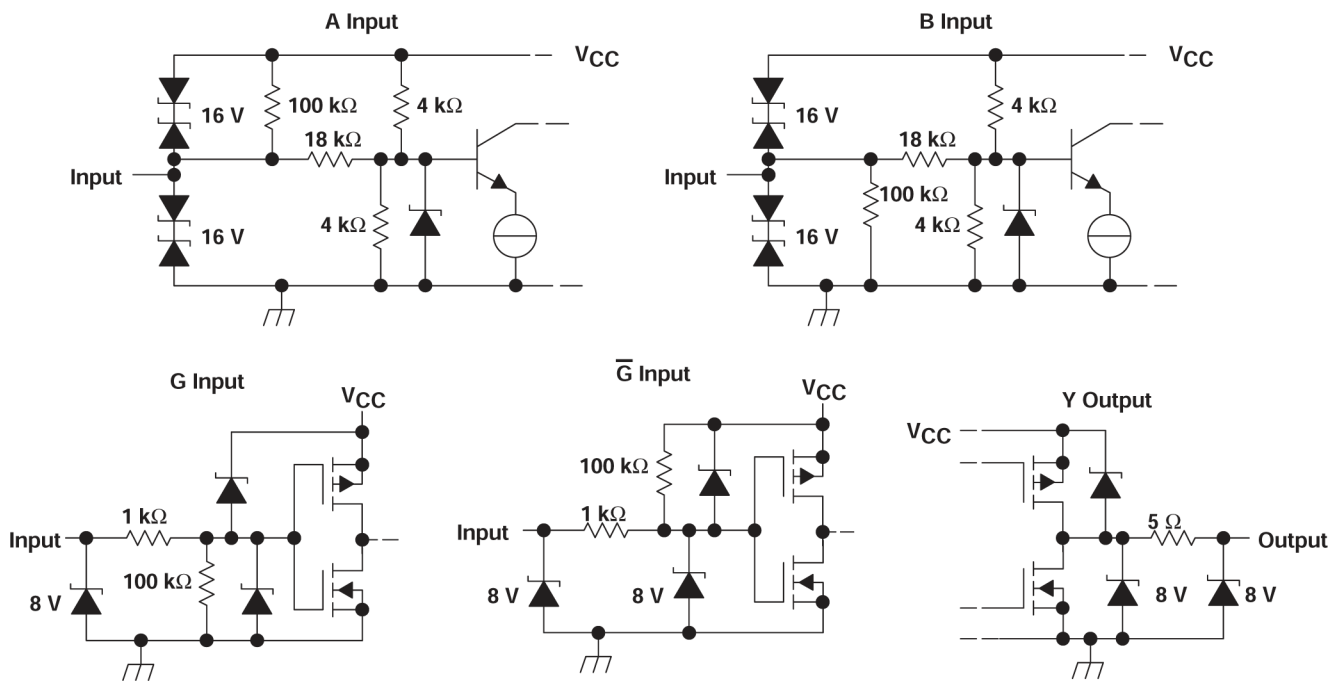 A Input
VCC
16 V
100 kΩ
4 kΩ
18 kΩ
Input
16 V
4 kΩ
B Input
VCC
16 V
4 kΩ
18 kΩ
Input
100 kΩ
16 V
4 kΩ
G Input
VCC
1 kΩ
Input
100 kΩ
8 V
G Input
VCC
100 kΩ
1 kΩ
Input
8 V
8 V
Y Output
VCC
5 Ω
Output
8 V
8 V